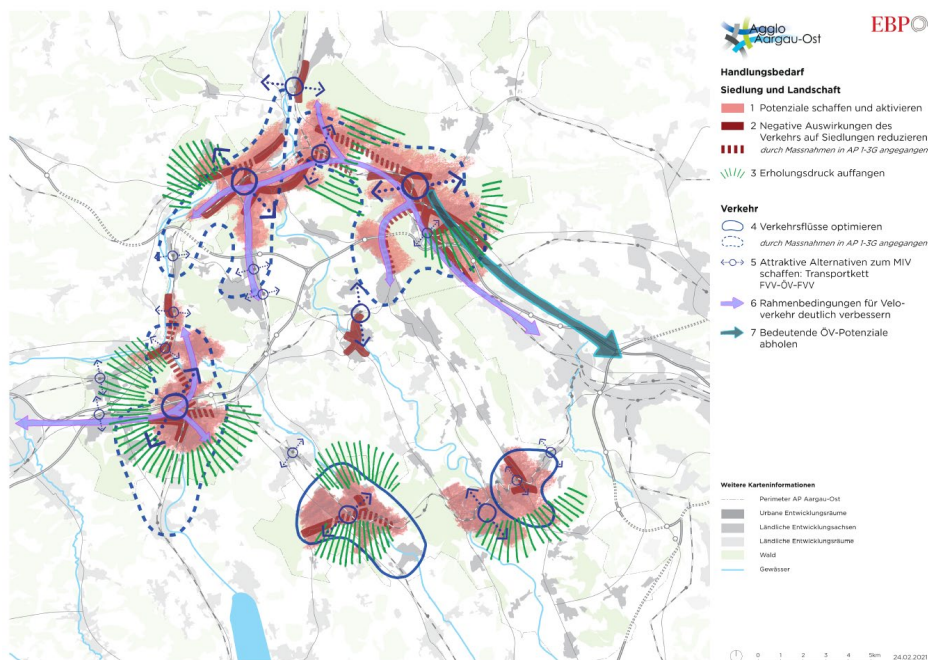 Agglo
Aargau-Ost
EBP
Handlungsbedarf
Siedlung und Landschaft
1 Potenziale schaffen und aktivieren
2 Negative Auswirkungen des
Verkehrs auf Siedlungen reduzieren
durch Massnahmen in AP 1-3G angegangen
3 Erholungsdruck auffangen
Verkehr
4 Verkehrsflüsse optimieren
durch Massnahmen in AP 1-3G angegangen
5 Attraktive Alternativen zum MIV
schaffen: Transportkett
FVV-ÖV-FVV
6 Rahmenbedingungen für Velo-
verkehr deutlich verbessern
7 Bedeutende ÖV-Potenziale
abholen
Weitere Karteninformationen
Perimeter AP Aargau-Ost
Urbane Entwicklungsräume
Ländliche Entwicklungsachsen
Ländliche Entwicklungsräume
Wald
Gewässer
0 1 2 3 4 5km 24.02.2021